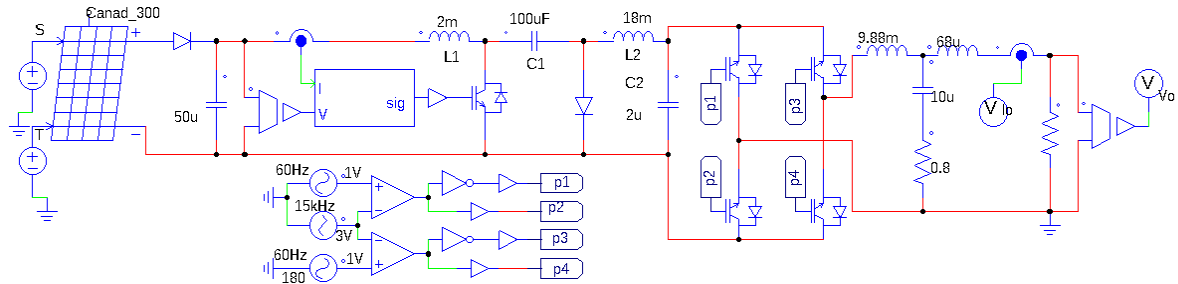 Canad_300
S
+
T
−
50u
I
V
sig
2m
L1
100uF
C1
18m
L2
C2
2u
p1
p3
p2
p4
9.88m
68u
10u
0.8
V
Io
V
Vo
60Hz
1V
15kHz
3V
60Hz
1V
180
+
−
−
+
p1
p2
p3
p4